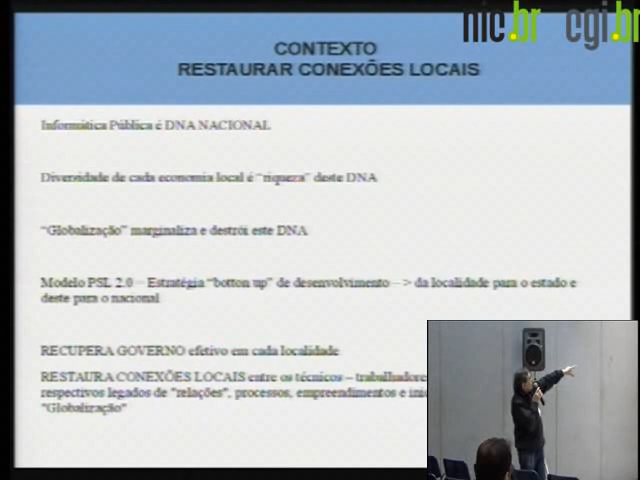 nic.br cgi.br
CONTEXTO
RESTAURAR CONEXÕES LOCAIS
Informática Pública é DNA NACIONAL
Diversidade de cada economia local é “riqueza” deste DNA
“Globalização” marginaliza e destrói este DNA
Modelo PSL 2.0 – Estratégia “botton up” de desenvolvimento – > da localidade para o estado e
deste para o nacional
RECUPERA GOVERNO efetivo em cada localidade
RESTAURA CONEXÕES LOCAIS entre os técnicos – trabalhadore
respectivos legados de "relações", processos, empreendimentos e
"Globalização"